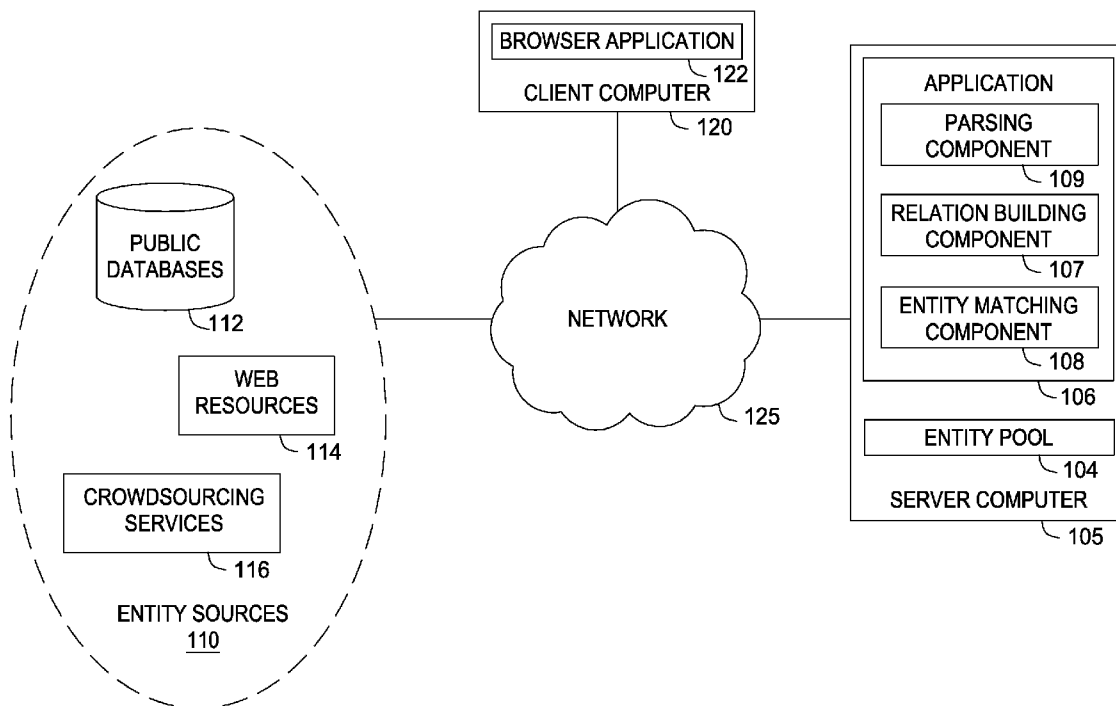 BROWSER APPLICATION
122
CLIENT COMPUTER
120
APPLICATION
PARSING
COMPONENT
109
RELATION BUILDING
COMPONENT
107
ENTITY MATCHING
COMPONENT
108
106
ENTITY POOL
104
SERVER COMPUTER
105
NETWORK
125
PUBLIC
DATABASES
112
WEB
RESOURCES
114
CROWDSOURCING
SERVICES
116
ENTITY SOURCES
110